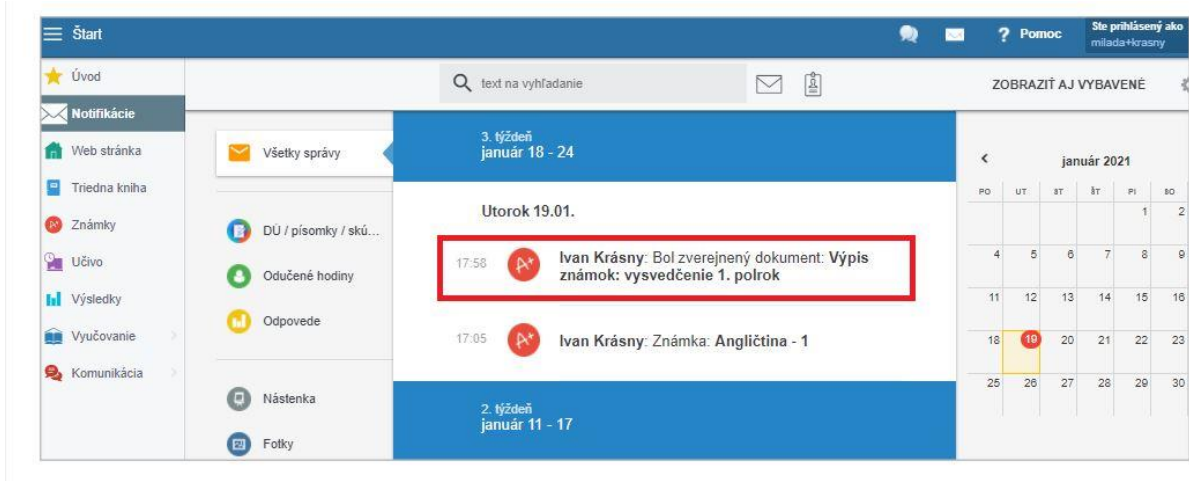 Štart
? Pomoc
Ste prihlásený ako
milada+krasny
Úvod
text na vyhľadanie
ZOBRAZIŤ AJ VYBAVENÉ
Notifikácie
Web stránka
Triedna kniha
Známky
Učivo
Výsledky
Vyučovanie
Komunikácia
Všetky správy
DÚ / písomky / skú...
Odučené hodiny
Odpovede
Nástenka
Fotky
3. týždeň
január 18 - 24
Utorok 19.01.
17:58
Ivan Krásny: Bol zverejnený dokument: Výpis
známok: vysvedčenie 1. polrok
17:05
Ivan Krásny: Známka: Angličtina - 1
2. týždeň
január 11 - 17
január 2021
PO UT ST ŠT PI SO
1 2
4 5 6 7 8 9
11 12 13 14 15 16
18 19 20 21 22 23
25 26 27 28 29 30